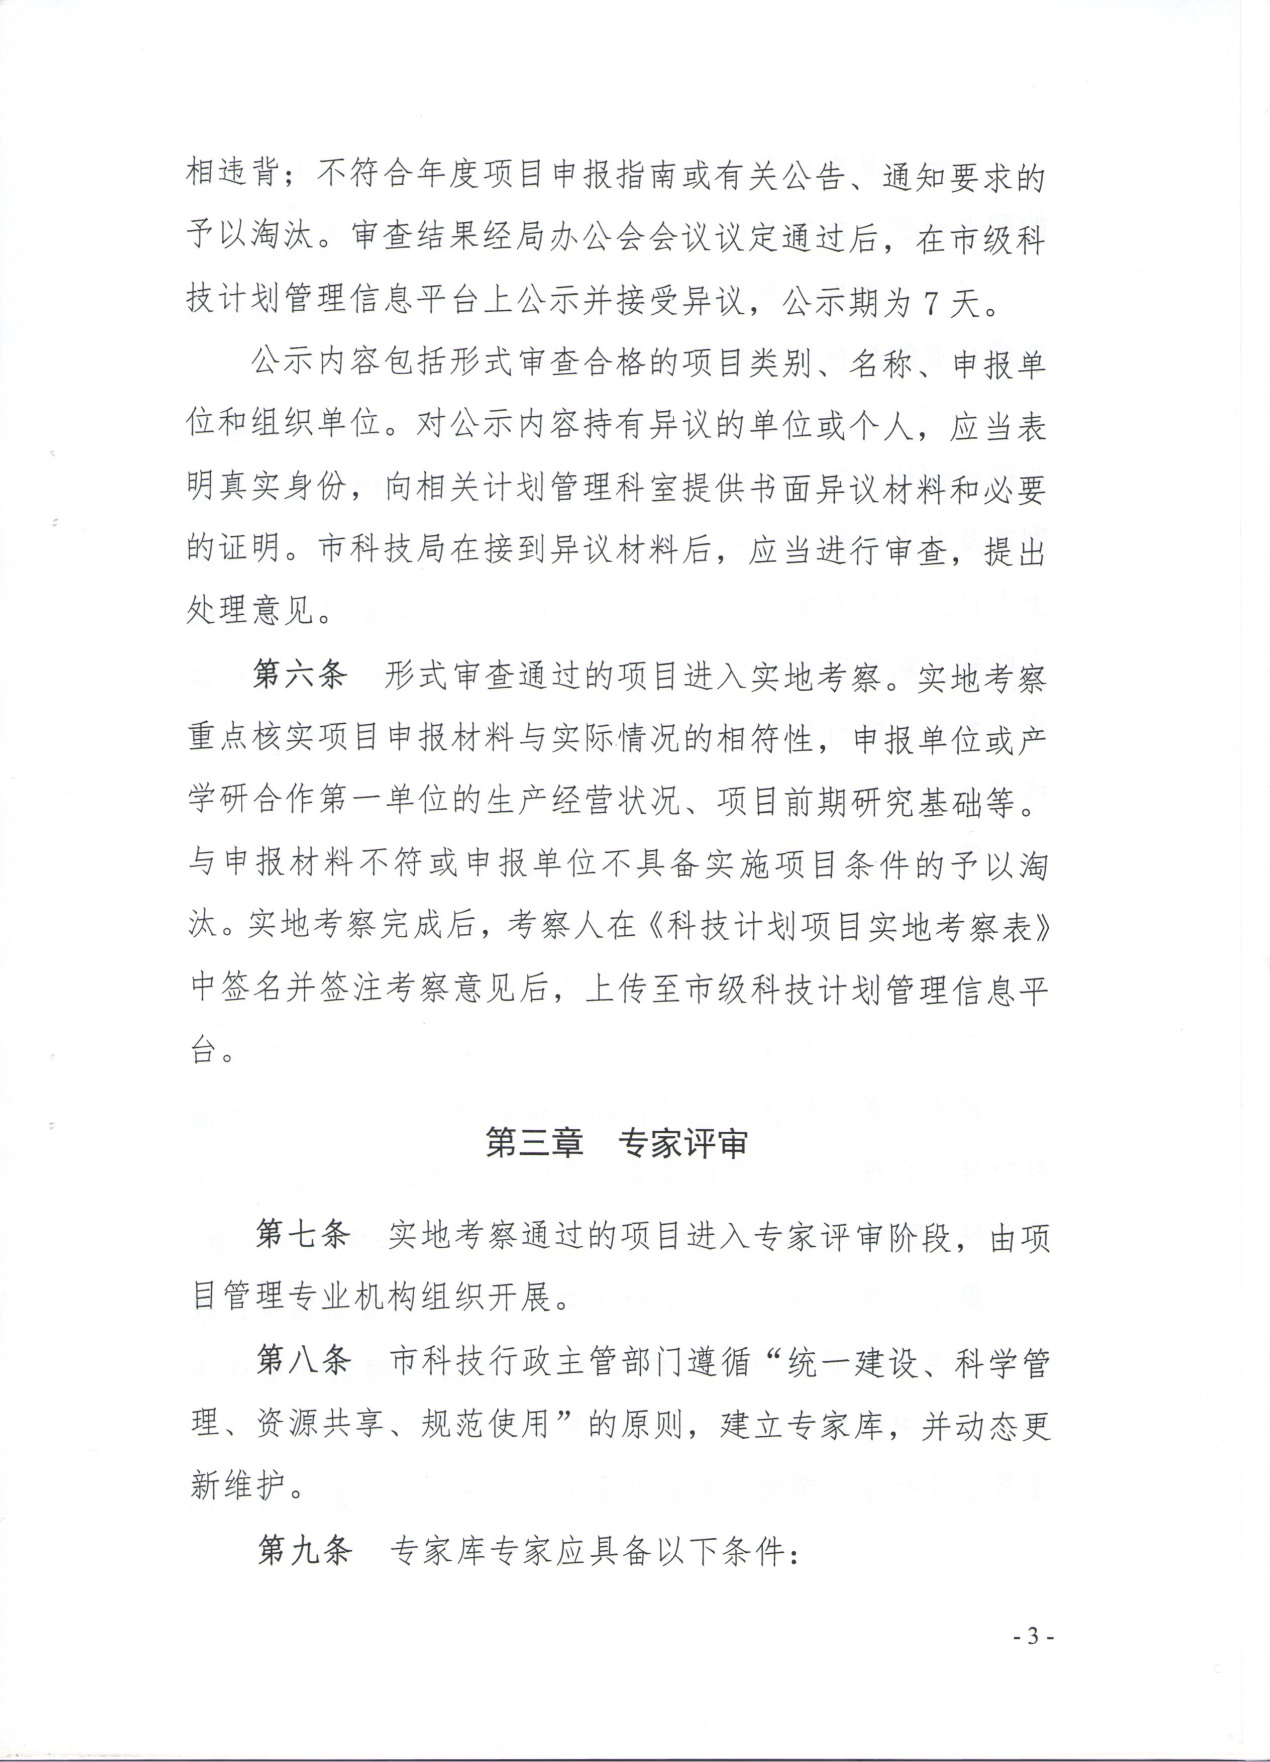 相违背；不符合年度项目申报指南或有关公告、通知要求的
予以淘汰。审查结果经局办公会会议议定通过后，在市级科
技计划管理信息平台上公示并接受异议，公示期为 7 天。
公示内容包括形式审查合格的项目类别、名称、申报单
位和组织单位。对公示内容持有异议的单位或个人，应当表
明真实身份，向相关计划管理科室提供书面异议材料和必要
的证明。市科技局在接到异议材料后，应当进行审查，提出
处理意见。
第六条　形式审查通过的项目进入实地考察。实地考察
重点核实项目申报材料与实际情况的相符性，申报单位或产
学研合作第一单位的生产经营状况、项目前期研究基础等。
与申报材料不符或申报单位不具备实施项目条件的予以淘
汰。实地考察完成后，考察人在《科技计划项目实地考察表》
中签名并签注考察意见后，上传至市级科技计划管理信息平
台。
第三章　专家评审
第七条　实地考察通过的项目进入专家评审阶段，由项
目管理专业机构组织开展。
第八条　市科技行政主管部门遵循“统一建设、科学管
理、资源共享、规范使用”的原则，建立专家库，并动态更
新维护。
第九条　专家库专家应具备以下条件：
- 3 -